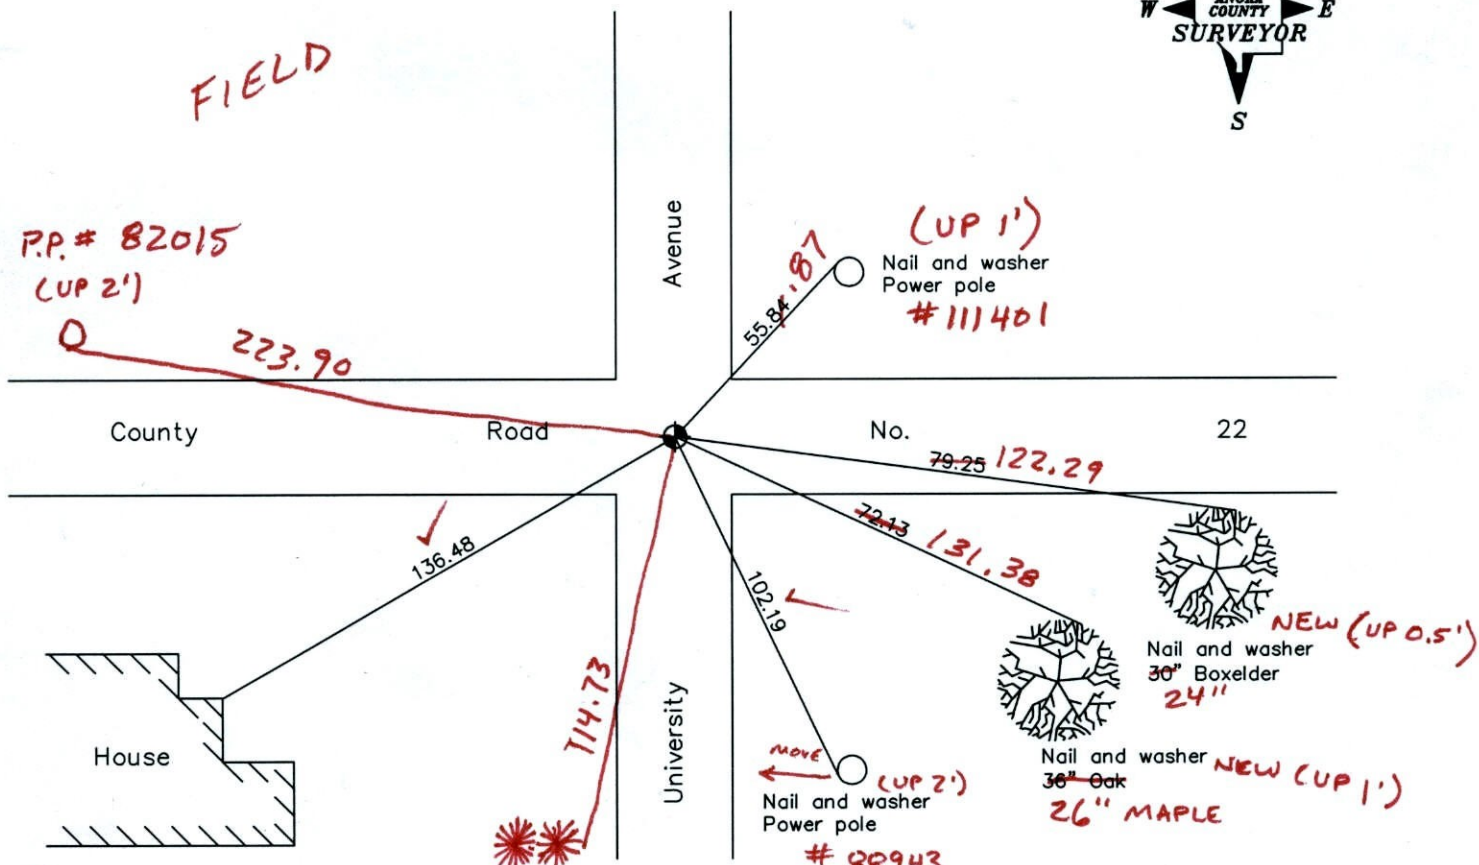 W COUNTY E
SURVEYOR
S
FIELD
Avenue
P.P.# 82015
(UP 2')
223.90
55.84 .87
(UP 1')
Nail and washer
Power pole
#111401
County Road No. 22
79.25 122.29
72.13 131.38
136.48
102.19
114.73
NEW (UP 0.5')
Nail and washer
30" Boxelder
24"
House
University
MOVE
(UP 2')
Nail and washer
Power pole
Nail and washer NEW (UP 1')
36" Oak
26" MAPLE